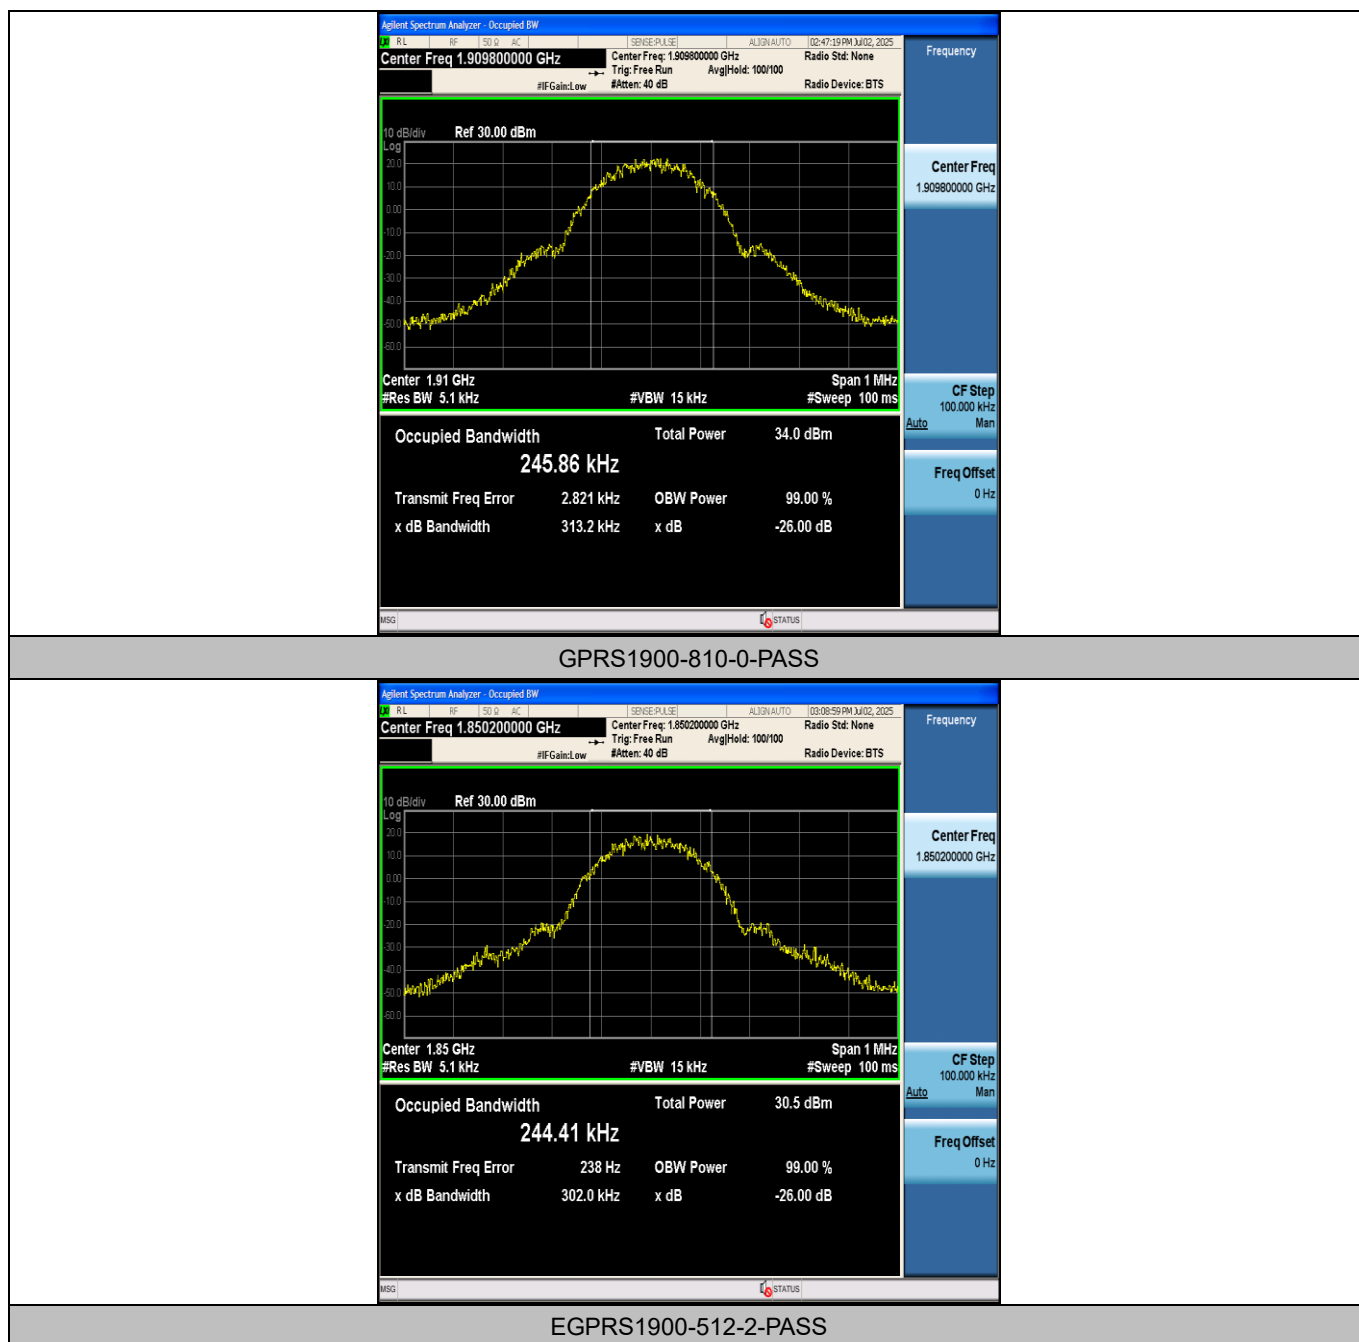 Agilent Spectrum Analyzer - Occupied BW
RL RF 50 Ω AC SENSE:PULSE ALIGN AUTO 02:47:19 PM Jul 02, 2025
Center Freq 1.909800000 GHz
Center Freq: 1.909800000 GHz Radio Std: None
Trig: Free Run Avg|Hold: 100/100
#IFGain:Low #Atten: 40 dB Radio Device: BTS
Frequency
10 dB/div Ref 30.00 dBm
Log
20.0
10.0
0.00
-10.0
-20.0
-30.0
-40.0
-50.0
-60.0
Center 1.91 GHz Span 1 MHz
#Res BW 5.1 kHz #VBW 15 kHz #Sweep 100 ms
Center Freq
1.909800000 GHz
CF Step
100.000 kHz
Auto Man
Freq Offset
0 Hz
Occupied Bandwidth Total Power 34.0 dBm
245.86 kHz
Transmit Freq Error 2.821 kHz OBW Power 99.00 %
x dB Bandwidth 313.2 kHz x dB -26.00 dB
MSG STATUS
GPRS1900-810-0-PASS
Agilent Spectrum Analyzer - Occupied BW
RL RF 50 Ω AC SENSE:PULSE ALIGN AUTO 03:08:59 PM Jul 02, 2025
Center Freq 1.850200000 GHz
Center Freq: 1.850200000 GHz Radio Std: None
Trig: Free Run Avg|Hold: 100/100
#IFGain:Low #Atten: 40 dB Radio Device: BTS
Frequency
10 dB/div Ref 30.00 dBm
Log
20.0
10.0
0.00
-10.0
-20.0
-30.0
-40.0
-50.0
-60.0
Center 1.85 GHz Span 1 MHz
#Res BW 5.1 kHz #VBW 15 kHz #Sweep 100 ms
Center Freq
1.850200000 GHz
CF Step
100.000 kHz
Auto Man
Freq Offset
0 Hz
Occupied Bandwidth Total Power 30.5 dBm
244.41 kHz
Transmit Freq Error 238 Hz OBW Power 99.00 %
x dB Bandwidth 302.0 kHz x dB -26.00 dB
MSG STATUS
EGPRS1900-512-2-PASS